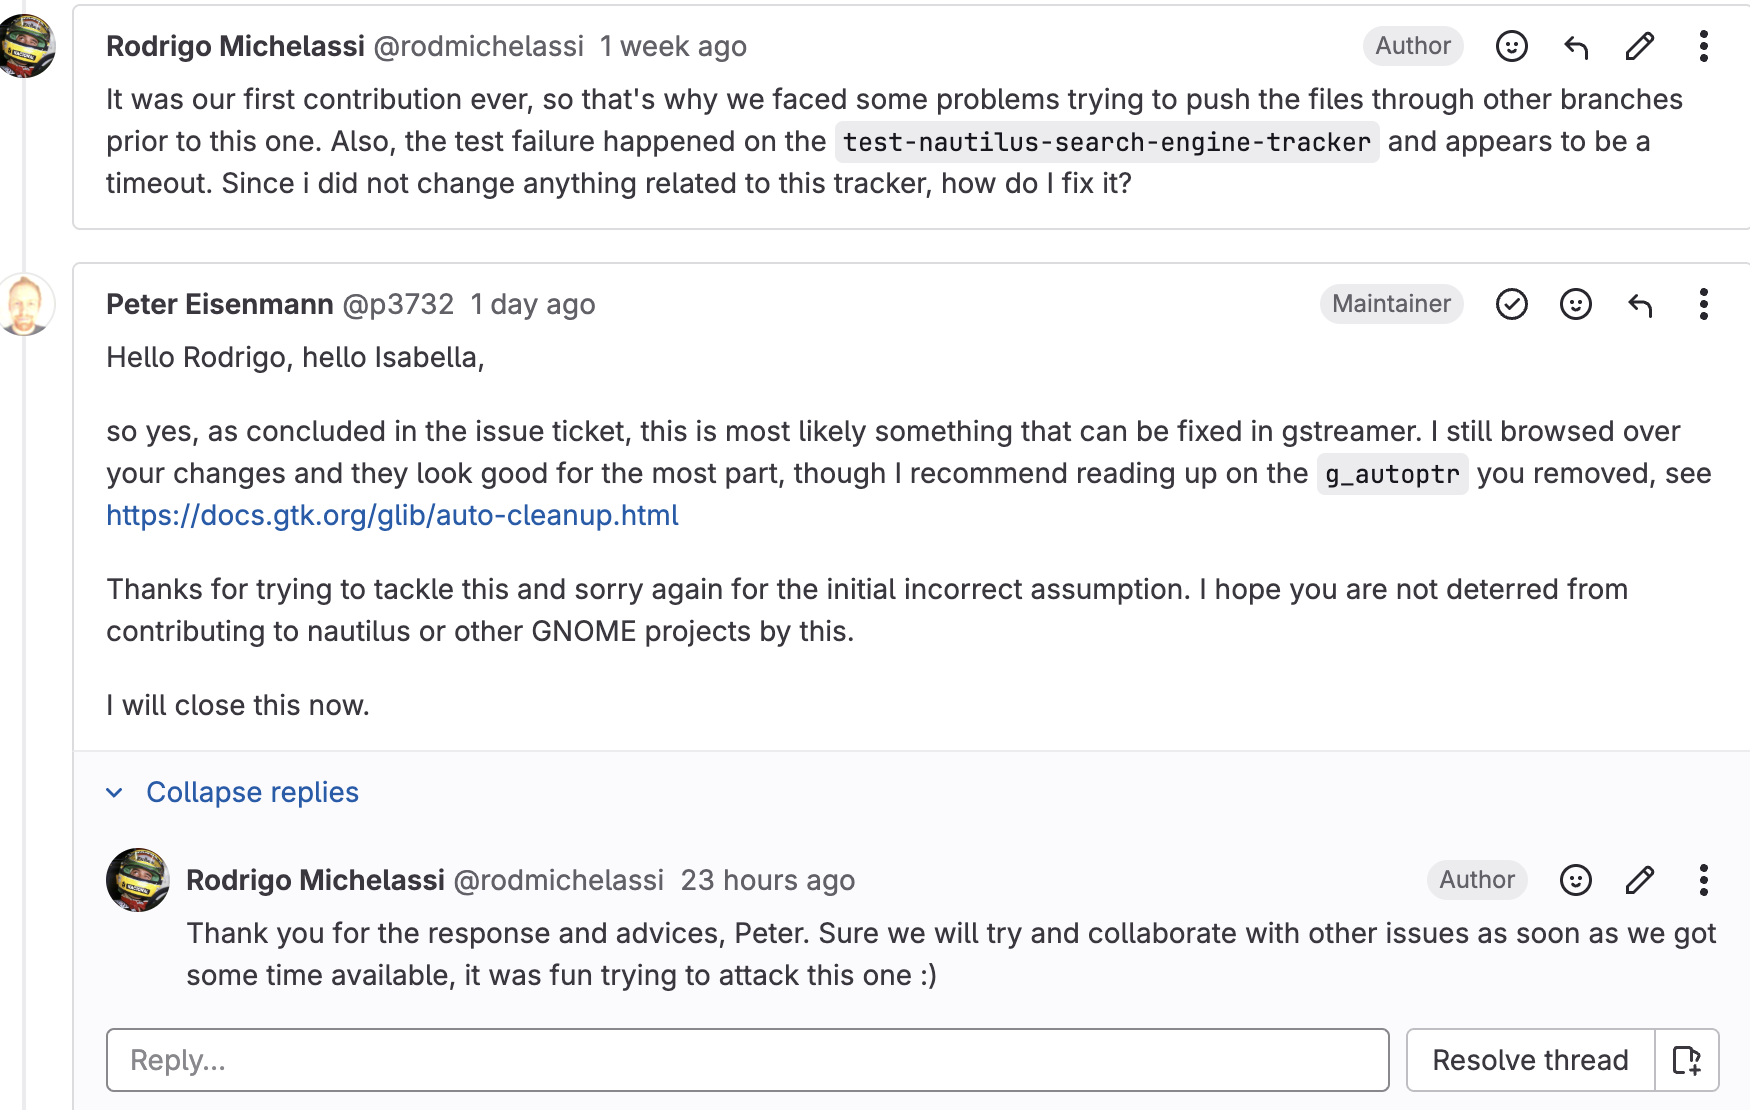 Rodrigo Michelassi @rodmichelassi 1 week ago
Author
It was our first contribution ever, so that's why we faced some problems trying to push the files through other branches
prior to this one. Also, the test failure happened on the test-nautilus-search-engine-tracker and appears to be a
timeout. Since i did not change anything related to this tracker, how do I fix it?
Peter Eisenmann @p3732 1 day ago
Maintainer
Hello Rodrigo, hello Isabella,
so yes, as concluded in the issue ticket, this is most likely something that can be fixed in gstreamer. I still browsed over
your changes and they look good for the most part, though I recommend reading up on the g_autoptr you removed, see
https://docs.gtk.org/glib/auto-cleanup.html
Thanks for trying to tackle this and sorry again for the initial incorrect assumption. I hope you are not deterred from
contributing to nautilus or other GNOME projects by this.
I will close this now.
Collapse replies
Rodrigo Michelassi @rodmichelassi 23 hours ago
Author
Thank you for the response and advices, Peter. Sure we will try and collaborate with other issues as soon as we got
some time available, it was fun trying to attack this one :)
Reply...
Resolve thread